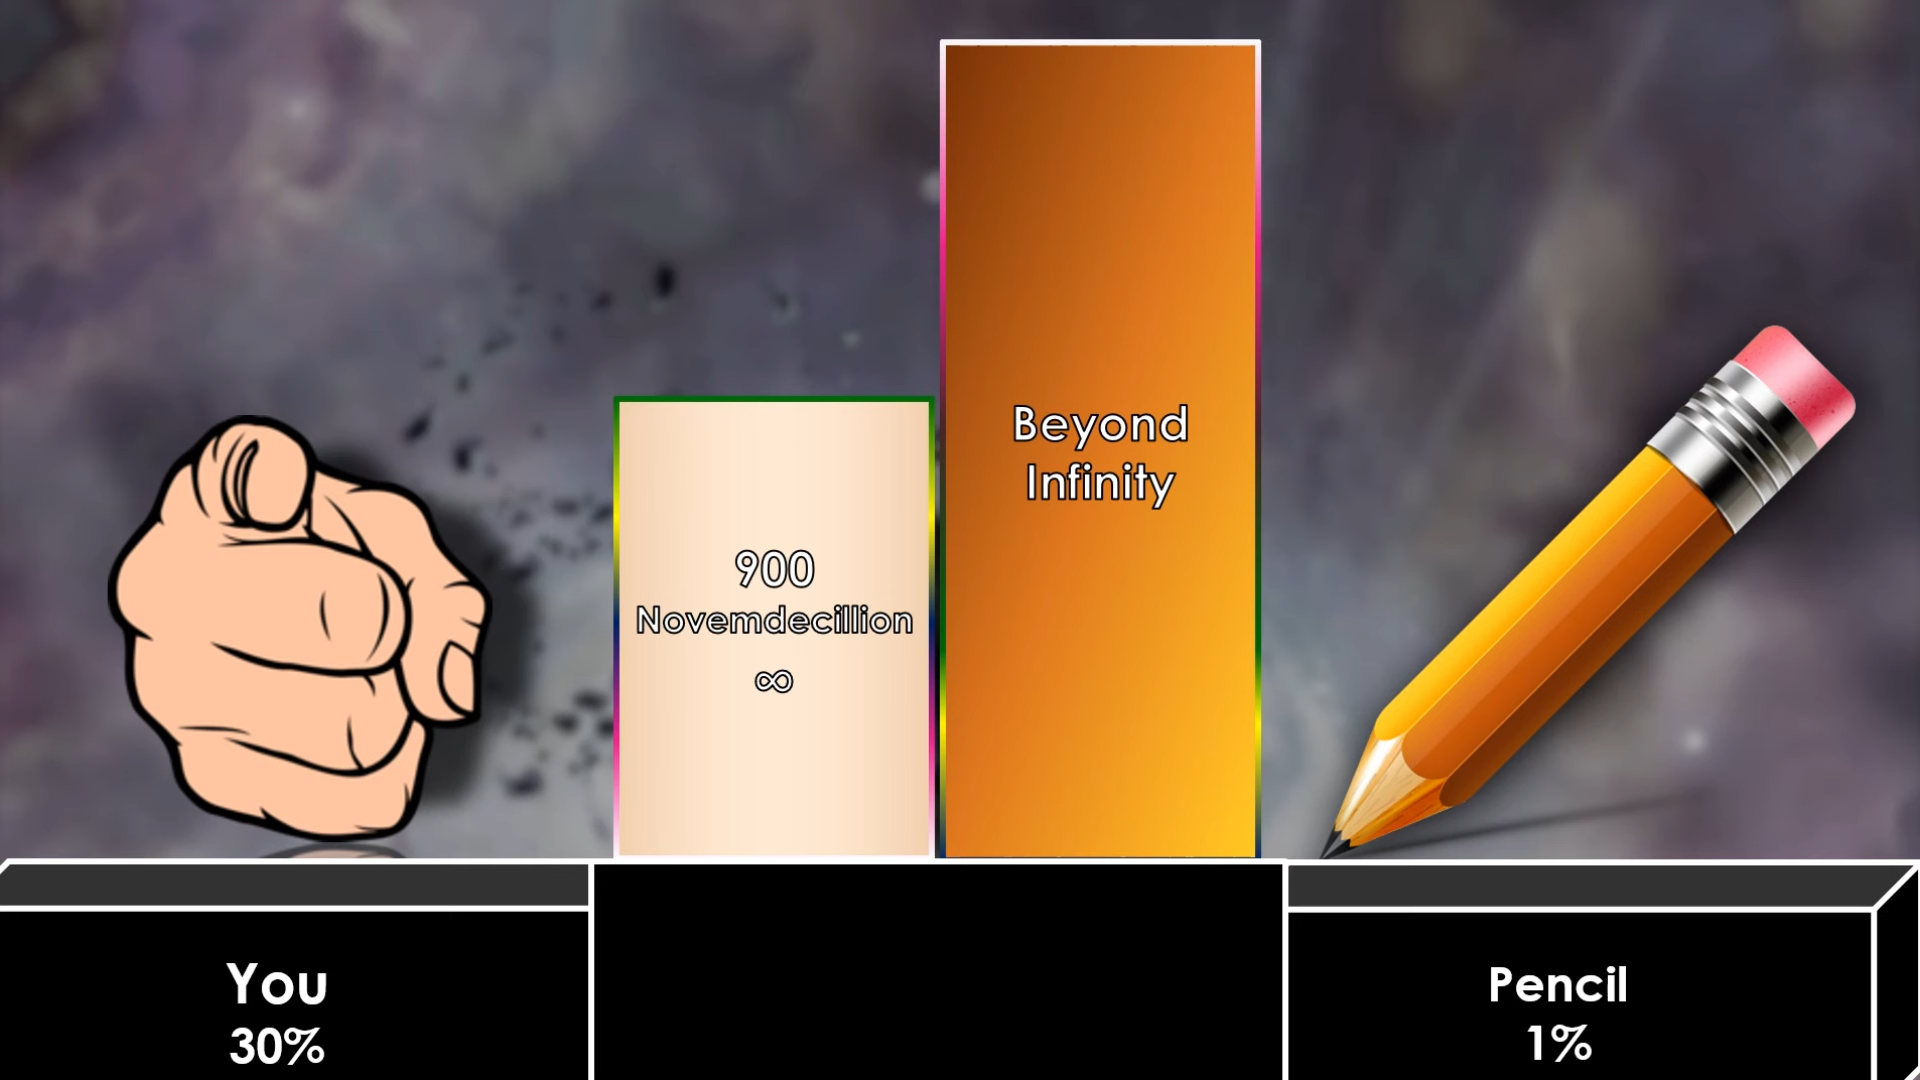 Beyond
Infinity
900
Novemdecillion
∞
You
30%
Pencil
1%